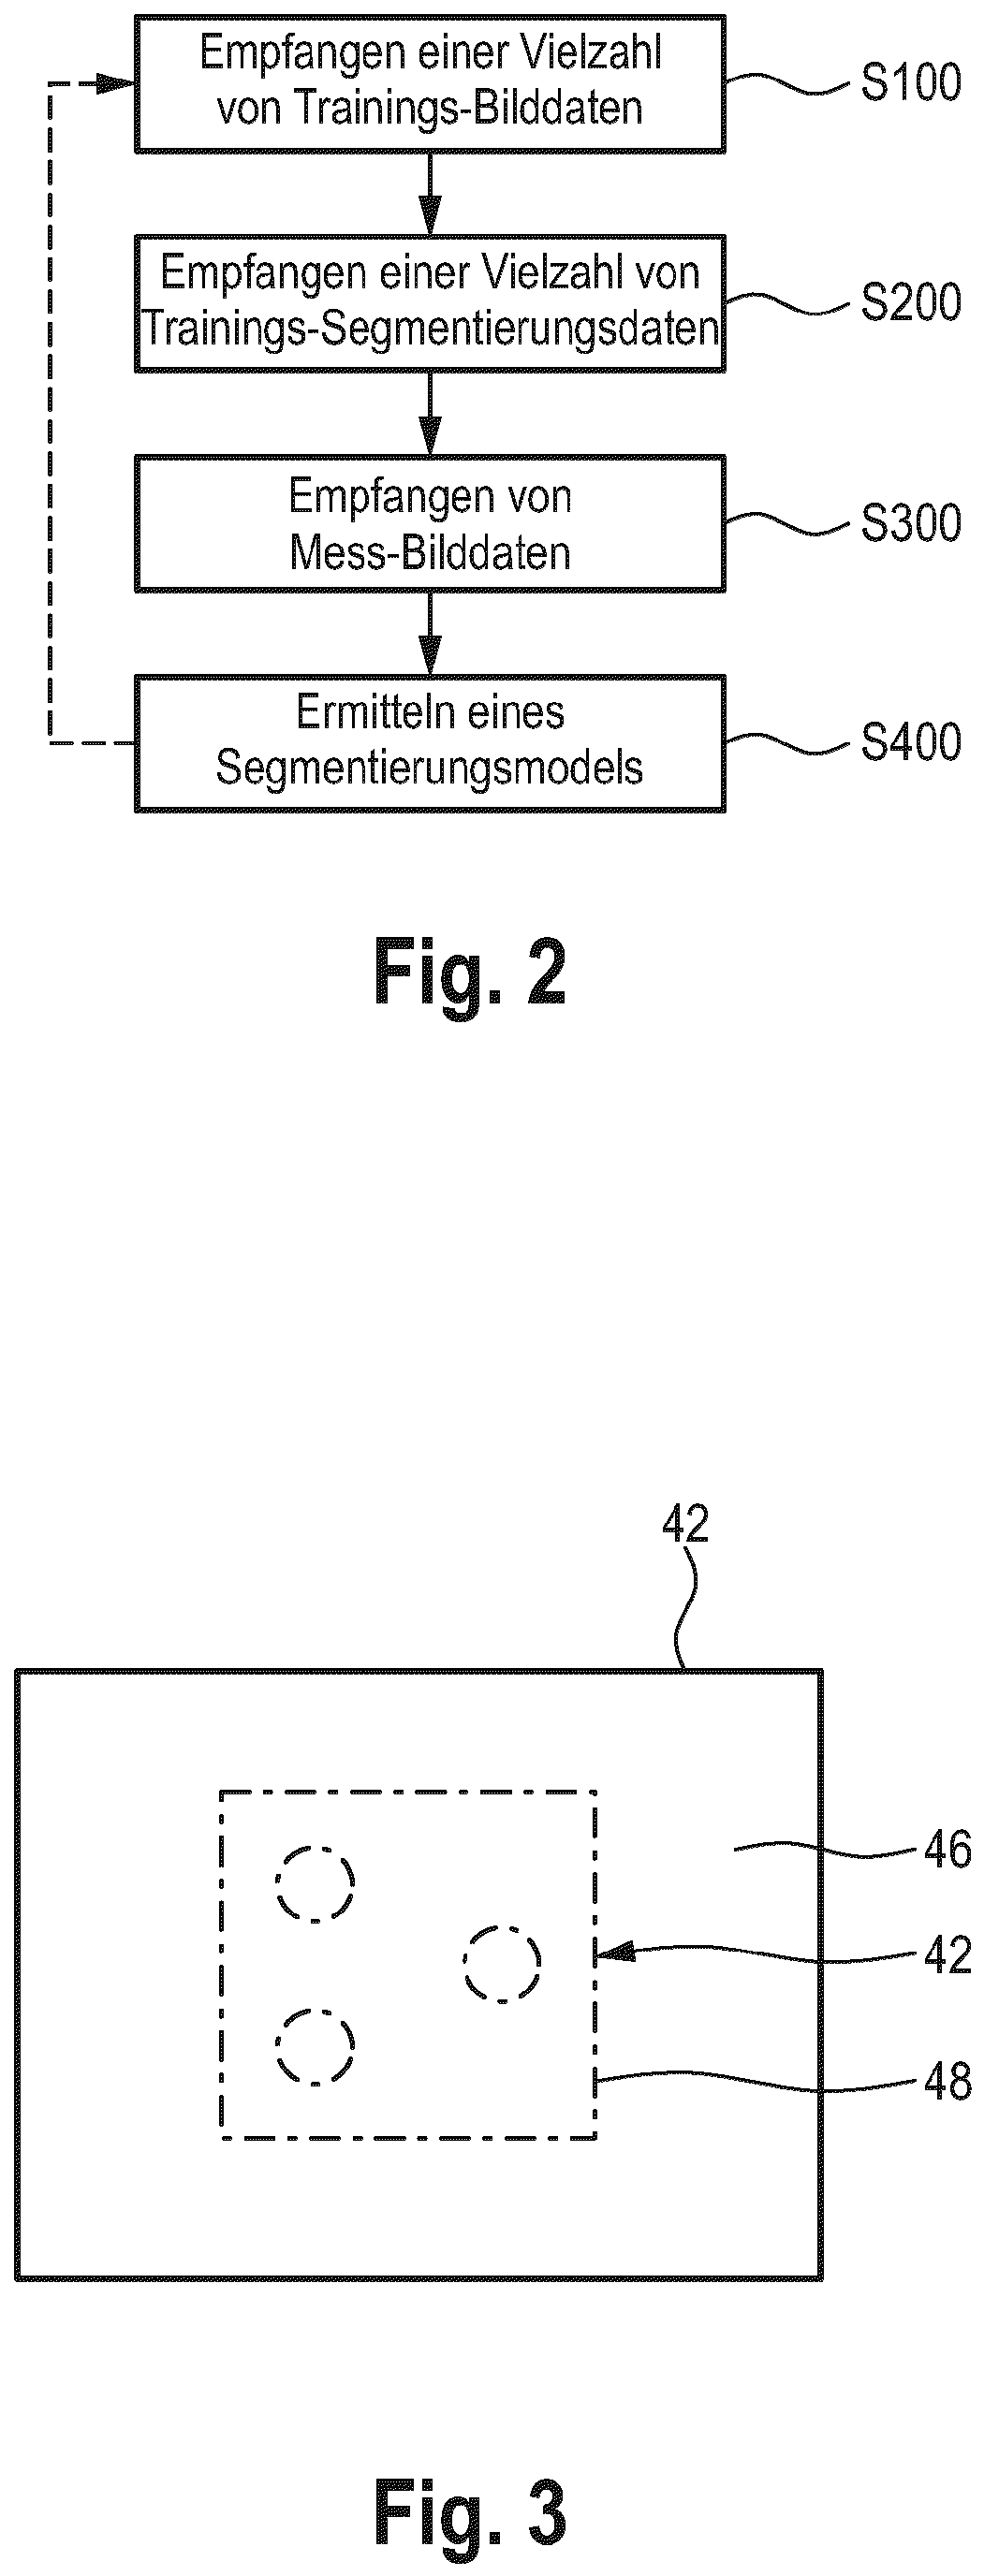 Empfangen einer Vielzahl
von Trainings-Bilddaten
S100
Empfangen einer Vielzahl von
Trainings-Segmentierungsdaten
S200
Empfangen von
Mess-Bilddaten
S300
Ermitteln eines
Segmentierungsmodels
S400
Fig. 2
42
46
42
48
Fig. 3